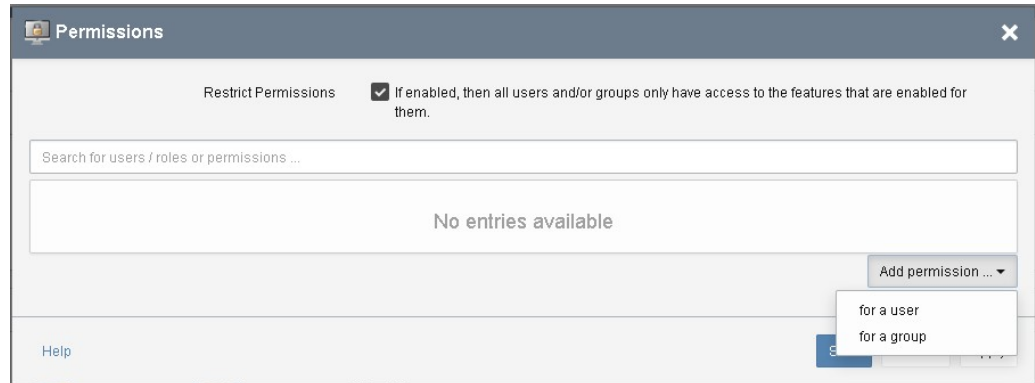 Permissions
Restrict Permissions
If enabled, then all users and/or groups only have access to the features that are enabled for
them.
Search for users / roles or permissions ...
No entries available
Add permission ...
for a user
for a group
Help